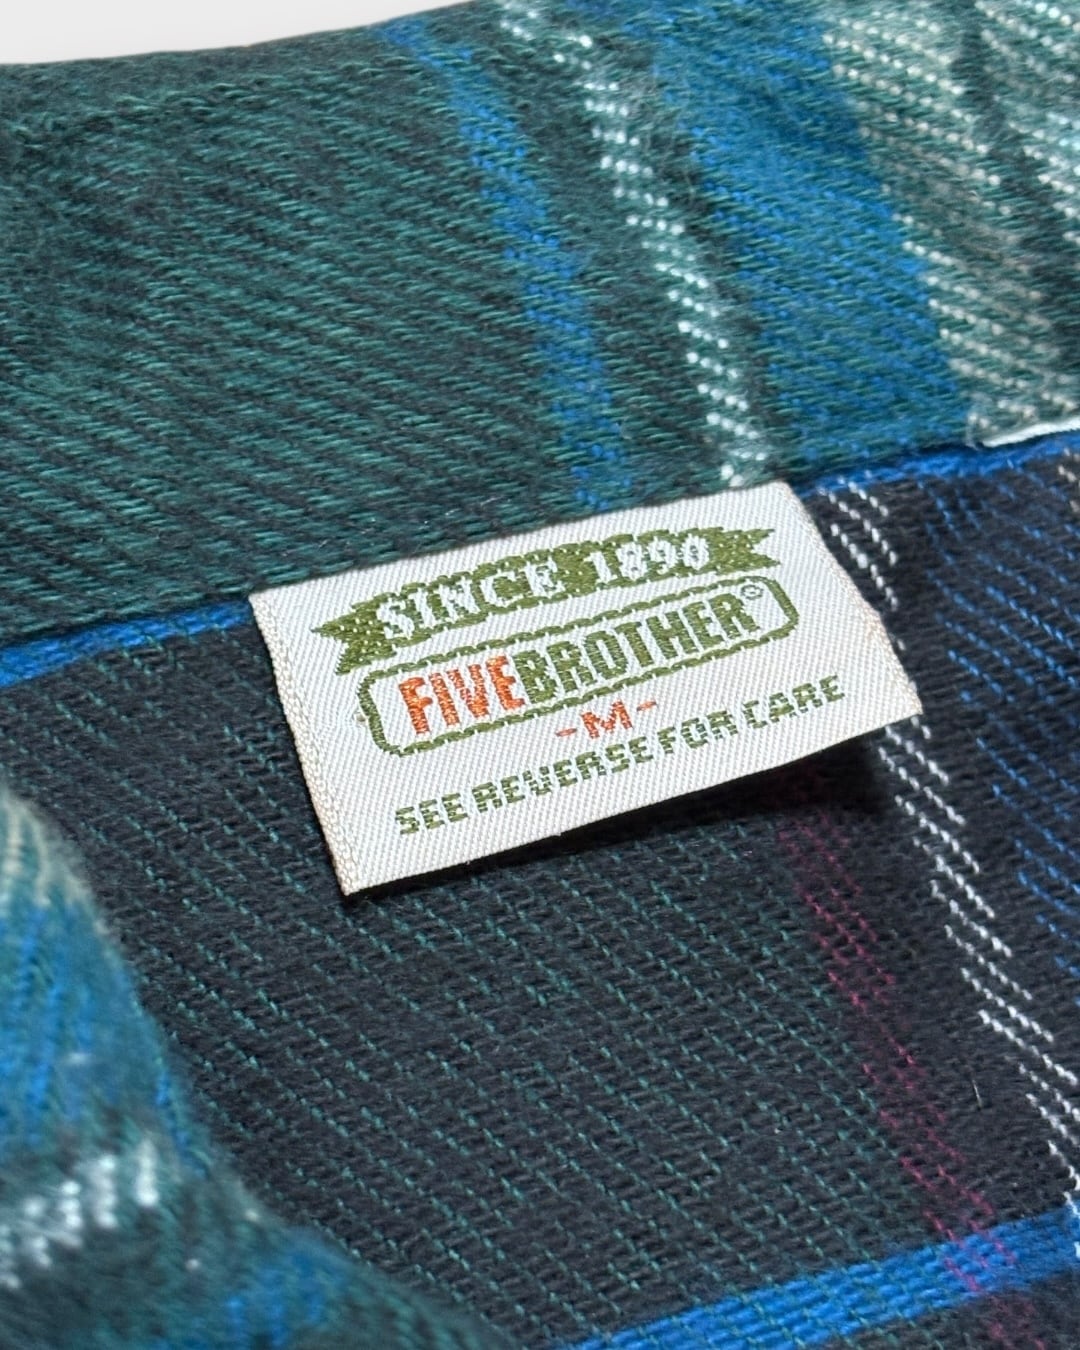 SINCE 1890
FIVEBROTHER®
-M-
SEE REVERSE FOR CARE